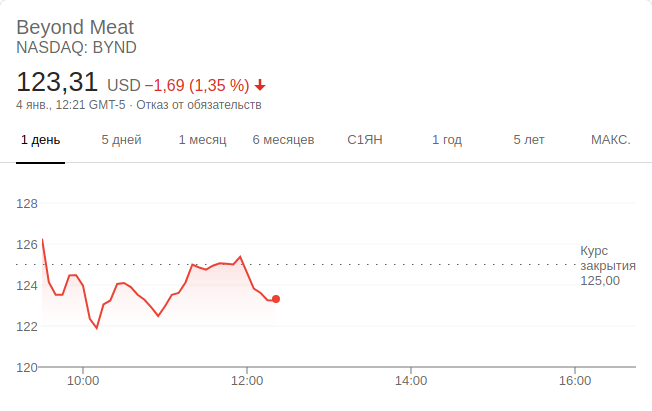 Beyond Meat
NASDAQ: BYND
123,31 USD −1,69 (1,35 %)
4 янв., 12:21 GMT-5 · Отказ от обязательств
1 день 5 дней 1 месяц 6 месяцев С1ЯН 1 год 5 лет МАКС.
128
126
Курс
закрытия
125,00
124
122
120
10:00 12:00 14:00 16:00